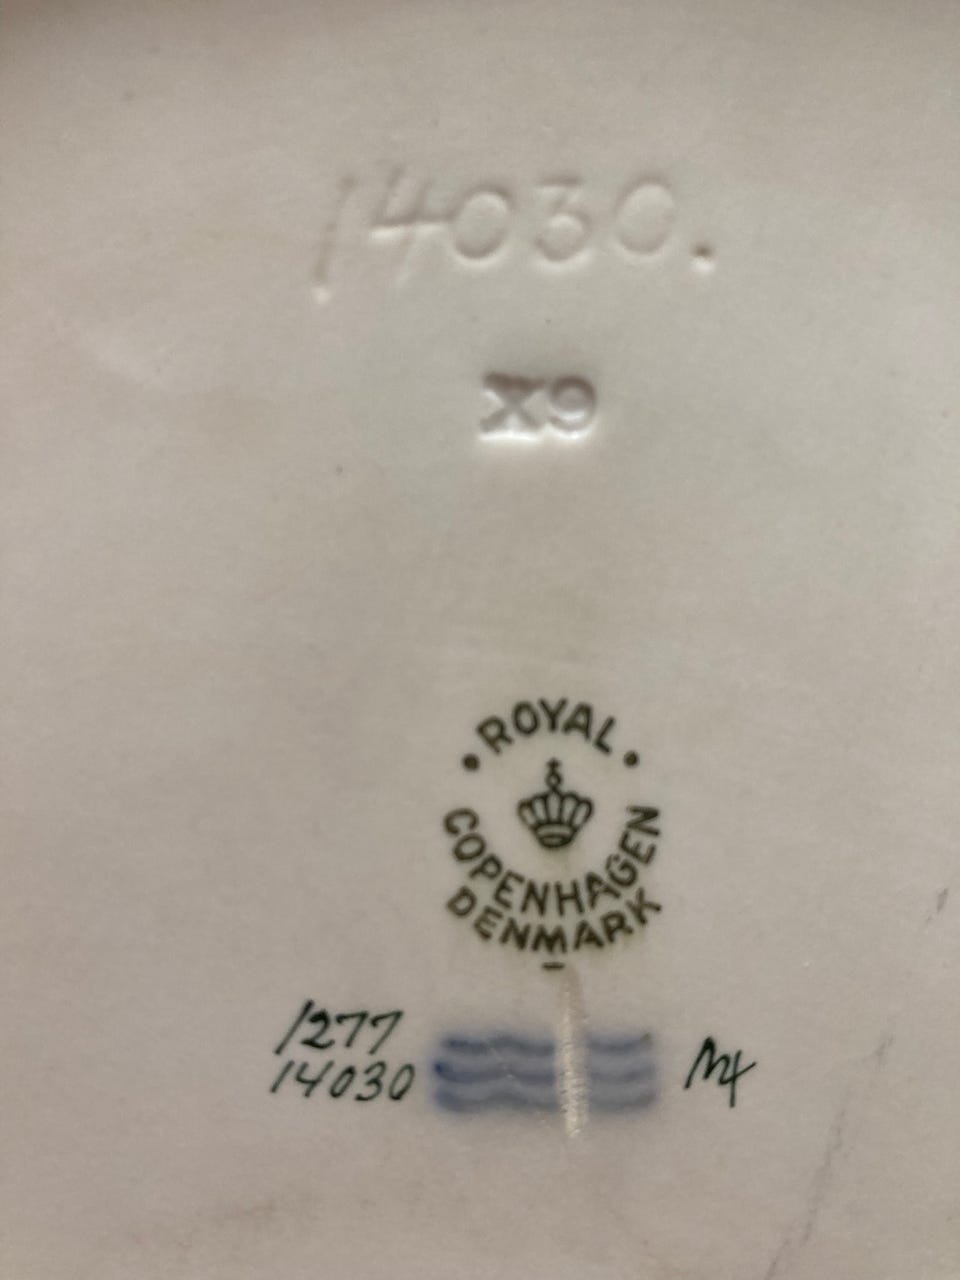 14030.
X9
ROYAL
COPENHAGEN
DENMARK
1277
14030